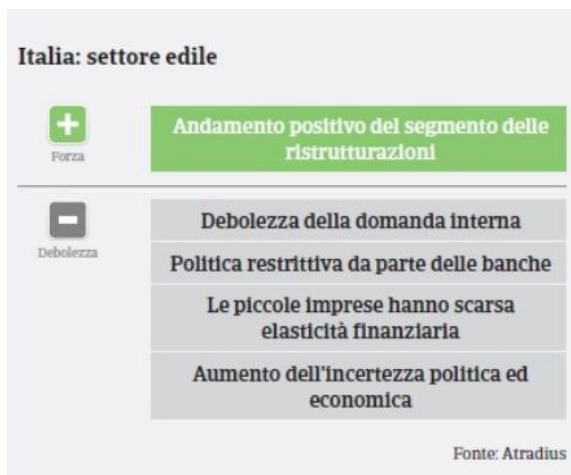 Italia: settore edile
Andamento positivo del segmento delle
ristrutturazioni
Forza
Debolezza della domanda interna
Debolezza
Politica restrittiva da parte delle banche
Le piccole imprese hanno scarsa
elasticità finanziaria
Aumento dell'incertezza politica ed
economica
Fonte: Atradius